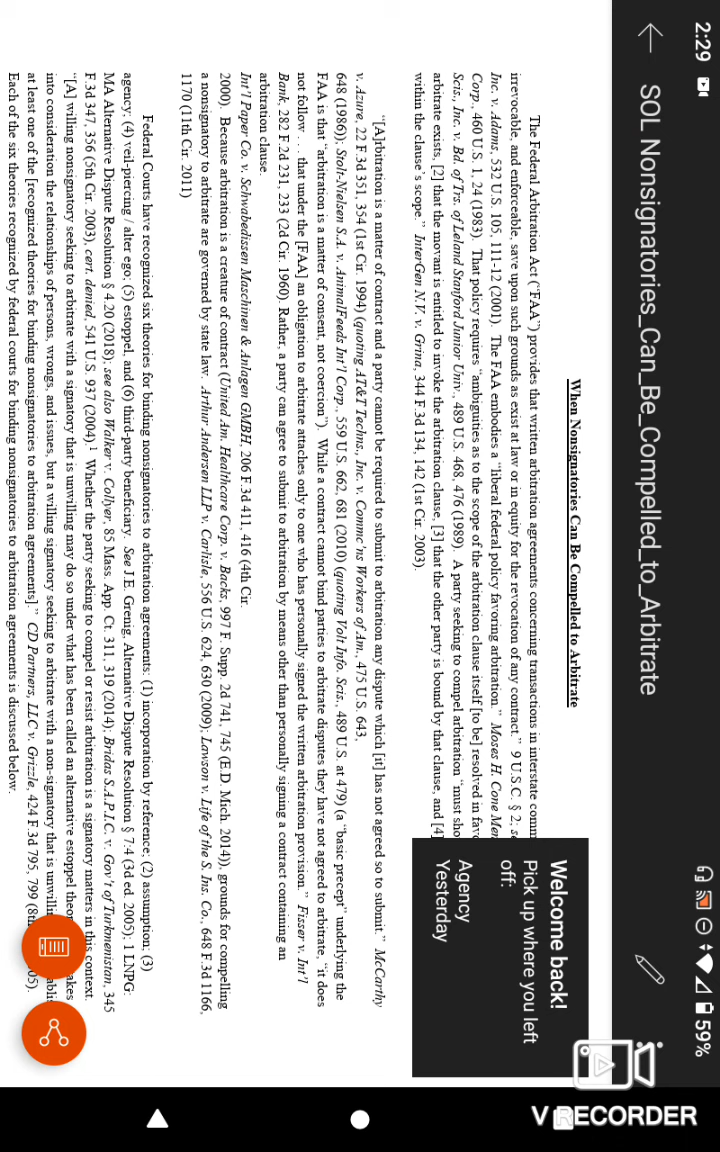 2:29
59%
SOL Nonsignatories_Can_Be_Compelled_to_Arbitrate
When Nonsignatories Can Be Compelled to Arbitrate
The Federal Arbitration Act ("FAA") provides that written arbitration agreements concerning transactions in interstate comm
irrevocable, and enforceable, save upon such grounds as exist at law or in equity for the revocation of any contract." 9 U.S.C. § 2; se
Inc. v. Adams, 532 U.S. 105, 111-12 (2001). The FAA embodies a "liberal federal policy favoring arbitration." Moses H. Cone Mer
Corp., 460 U.S. 1, 24 (1983). That policy requires "ambiguities as to the scope of the arbitration clause itself [to be] resolved in favo
Scis., Inc. v. Bd. of Trs. of Leland Stanford Junior Univ., 489 U.S. 468, 476 (1989). A party seeking to compel arbitration "must sho
arbitrate exists, [2] that the movant is entitled to invoke the arbitration clause, [3] that the other party is bound by that clause, and [4]
within the clause's scope." InterGen N.V. v. Grina, 344 F.3d 134, 142 (1st Cir. 2003).
Welcome back!
Pick up where you left
off:
Agency
Yesterday
"[A]rbitration is a matter of contract and a party cannot be required to submit to arbitration any dispute which [it] has not agreed so to submit." McCarthy
v. Azure, 22 F.3d 351, 354 (1st Cir. 1994) (quoting AT&T Techns., Inc. v. Commc'ns Workers of Am., 475 U.S. 643,
648 (1986)); Stolt-Nielsen S.A. v. AnimalFeeds Int'l Corp., 559 U.S. 662, 681 (2010) (quoting Volt Info. Scis., 489 U.S. at 479) (a "basic precept" underlying the
FAA is that "arbitration is a matter of consent, not coercion"). While a contract cannot bind parties to arbitrate disputes they have not agreed to arbitrate, "it does
not follow . . . that under the [FAA] an obligation to arbitrate attaches only to one who has personally signed the written arbitration provision." Fisser v. Int'l
Bank, 282 F.2d 231, 233 (2d Cir. 1960). Rather, a party can agree to submit to arbitration by means other than personally signing a contract containing an
arbitration clause.
Int'l Paper Co. v. Schwabedissen Maschinen & Anlagen GMBH, 206 F.3d 411, 416 (4th Cir.
2000). Because arbitration is a creature of contract (United Am. Healthcare Corp. v. Backs, 997 F. Supp. 2d 741, 745 (E.D. Mich. 2014)), grounds for compelling
a nonsignatory to arbitrate are governed by state law. Arthur Andersen LLP v. Carlisle, 556 U.S. 624, 630 (2009); Lawson v. Life of the S. Ins. Co., 648 F.3d 1166,
1170 (11th Cir. 2011)
Federal Courts have recognized six theories for binding nonsignatories to arbitration agreements: (1) incorporation by reference; (2) assumption; (3)
agency; (4) veil-piercing / alter ego; (5) estoppel, and (6) third-party beneficiary. See J.E. Grenig, Alternative Dispute Resolution § 7:4 (3d ed. 2005); 1 LNPG:
MA Alternative Dispute Resolution § 4.20 (2018); see also Walker v. Collyer, 85 Mass. App. Ct. 311, 319 (2014); Bridas S.A.P.I.C. v. Gov't of Turkmenistan, 345
F.3d 347, 356 (5th Cir. 2003), cert. denied, 541 U.S. 937 (2004).1 Whether the party seeking to compel or resist arbitration is a signatory matters in this context.
"[A] willing nonsignatory seeking to arbitrate with a signatory that is unwilling may do so under what has been called an alternative estoppel theor akes
into consideration the relationships of persons, wrongs, and issues, but a willing signatory seeking to arbitrate with a non-signatory that is unwillin ablis
at least one of the [recognized theories for binding nonsignatories to arbitration agreements]." CD Partners, LLC v. Grizzle, 424 F.3d 795, 799 (8th 05).
Each of the six theories recognized by federal courts for binding nonsignatories to arbitration agreements is discussed below.
V RECORDER